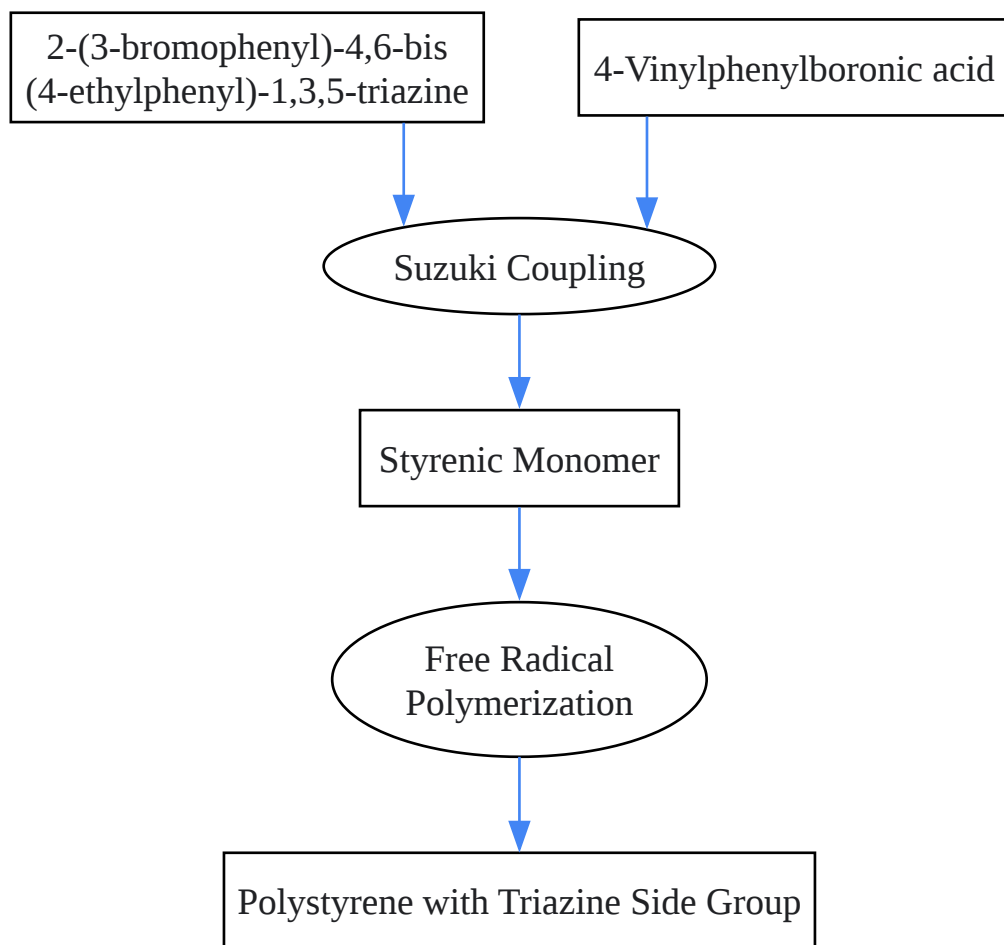 2-(3-bromophenyl)-4,6-bis
(4-ethylphenyl)-1,3,5-triazine
4-Vinylphenylboronic acid
Suzuki Coupling
Styrenic Monomer
Free Radical
Polymerization
Polystyrene with Triazine Side Group